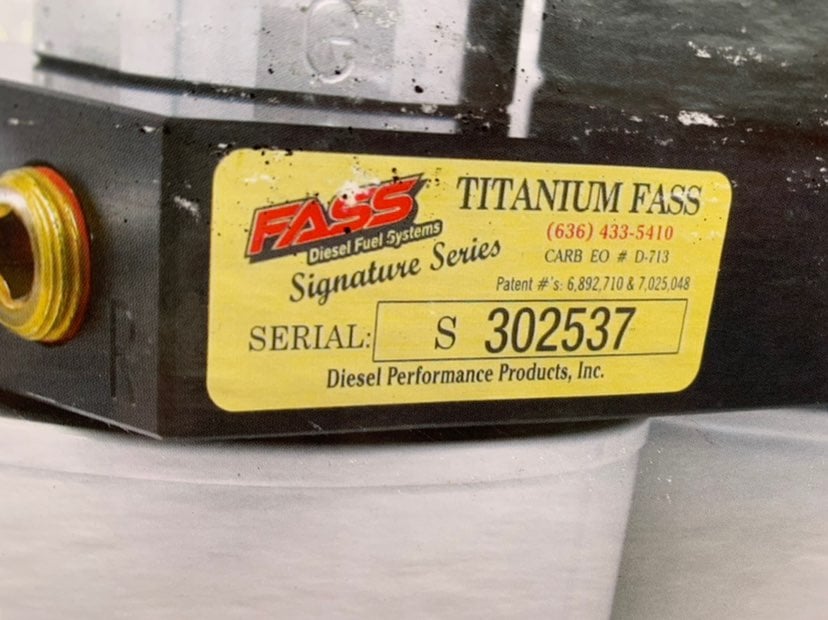 G
FASS
Diesel Fuel Systems
Signature Series
TITANIUM FASS
(636) 433-5410
CARB EO # D-713
Patent #'s: 6,892,710 & 7,025,048
SERIAL: S 302537
Diesel Performance Products, Inc.
R